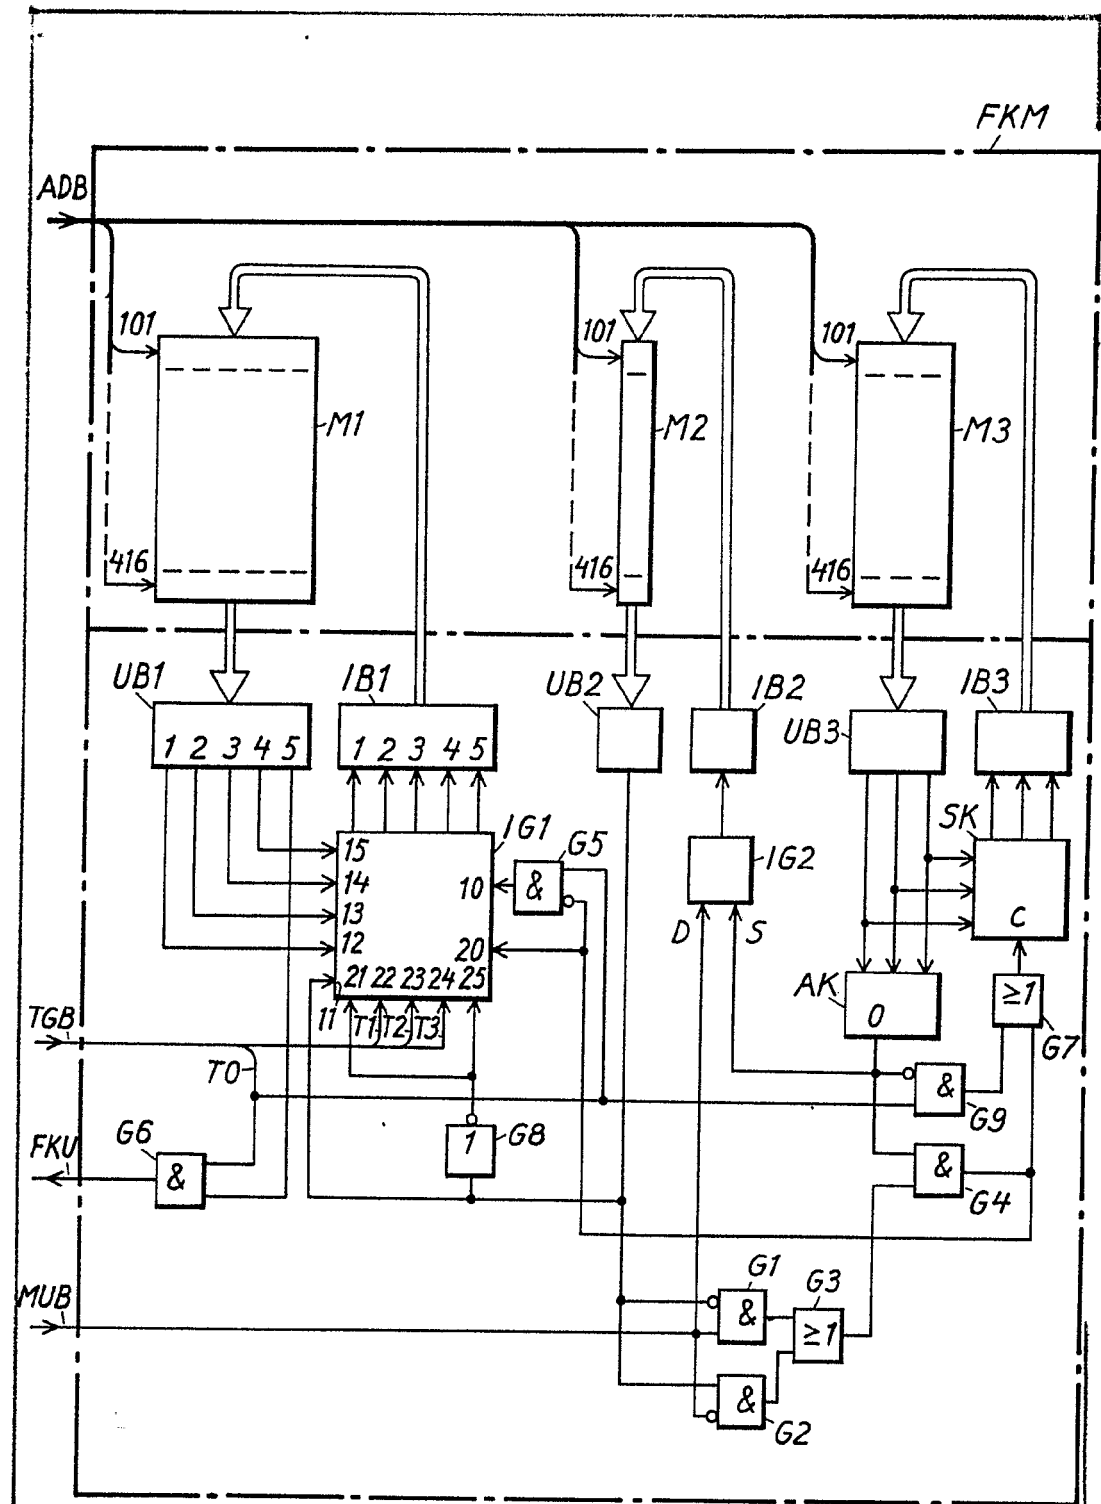 FKM
ADB
101
101
101
M1
M2
M3
416
416
416
UB1
IB1
UB2
IB2
UB3
IB3
1 2 3 4 5
1 2 3 4 5
SK
IG1
G5
IG2
15
14
13
12
10
&
20
C
D
S
21 22 23 24 25
11
AK
O
≥1
G7
TGB
T1 T2 T3
T0
&
G9
G6
FKU
&
1
G8
&
G4
MUB
G1
G3
&
≥1
&
G2